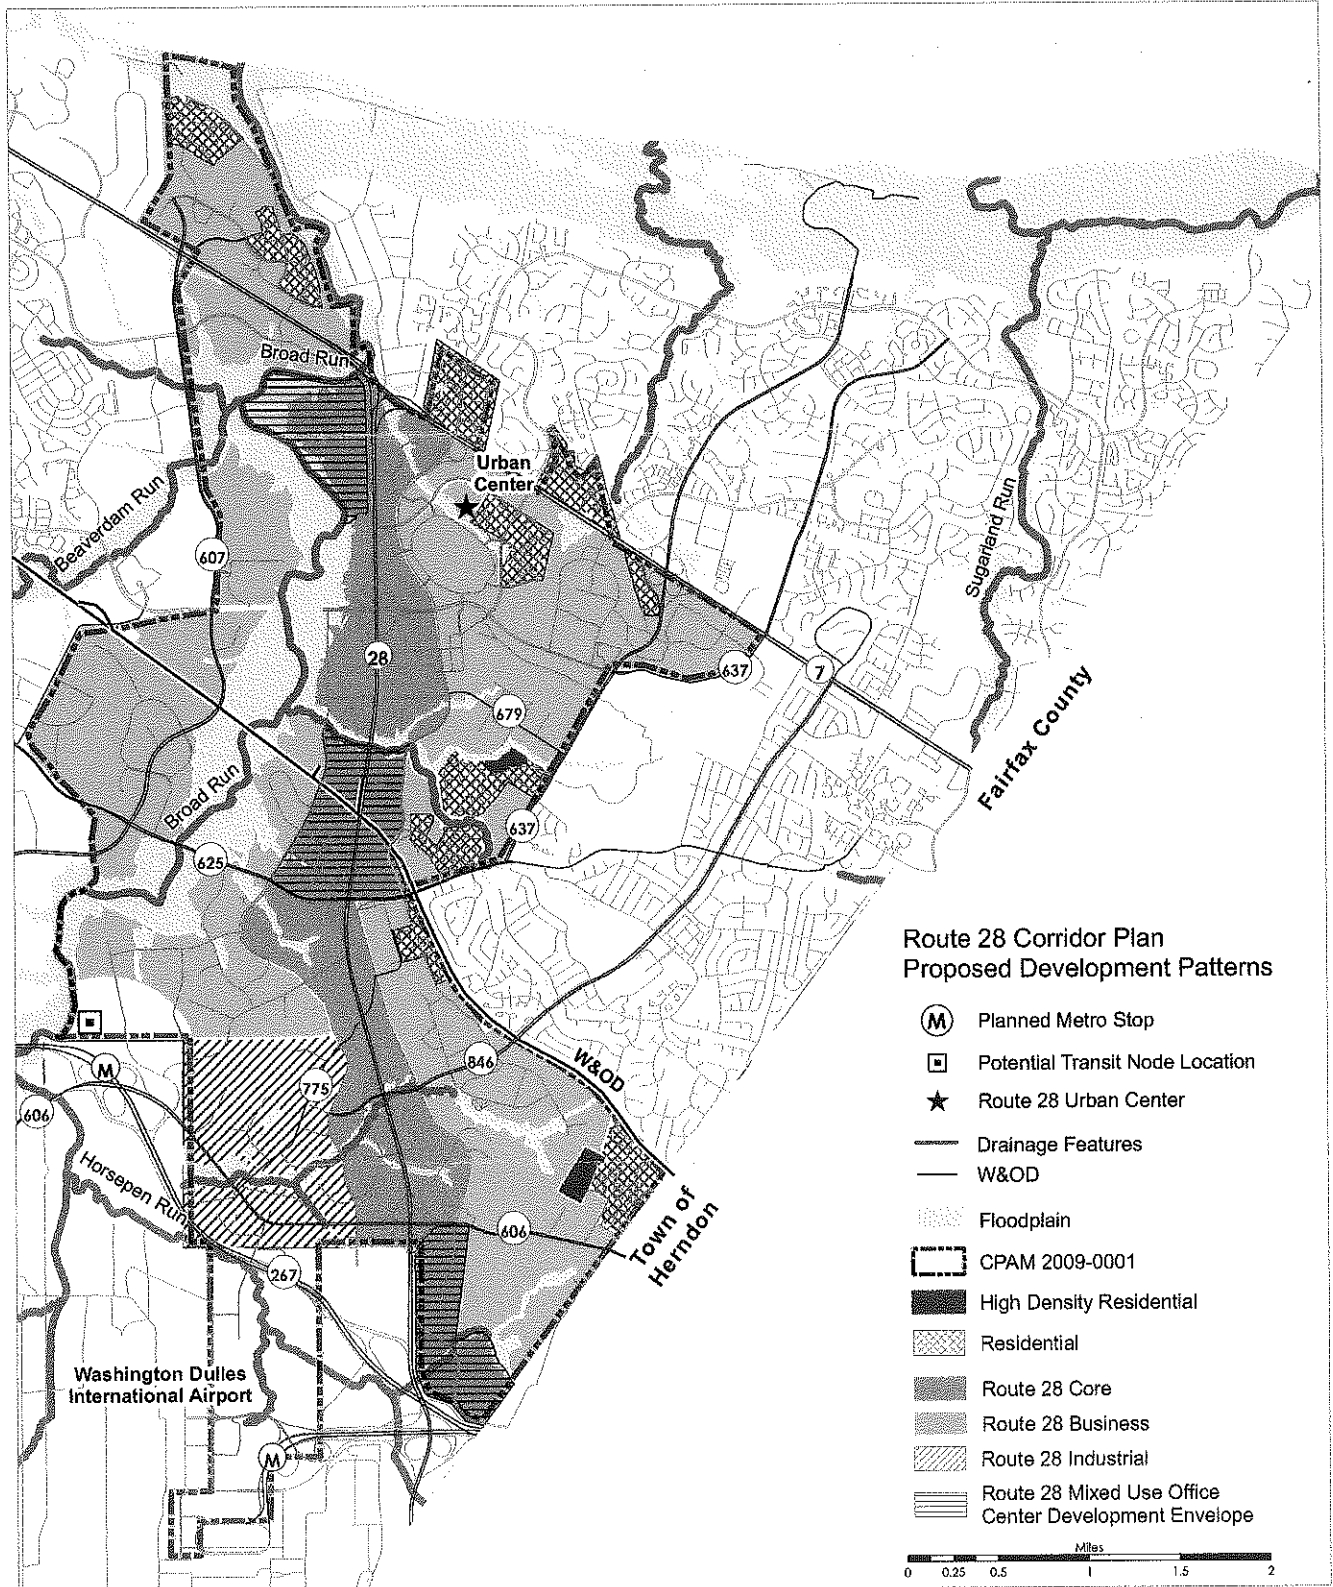 Broad Run
Urban
Center
Beaverdam Run
607
Sugarland Run
28
637
7
679
Fairfax County
Broad Run
637
625
Route 28 Corridor Plan
Proposed Development Patterns
M Planned Metro Stop
Potential Transit Node Location
Route 28 Urban Center
Drainage Features
W&OD
Floodplain
CPAM 2009-0001
High Density Residential
Residential
Route 28 Core
Route 28 Business
Route 28 Industrial
Route 28 Mixed Use Office
Center Development Envelope
Miles
0 0.25 0.5 1 1.5 2
W&OD
846
M
775
606
Horsepen Run
606
Town of
Herndon
267
Washington Dulles
International Airport
M